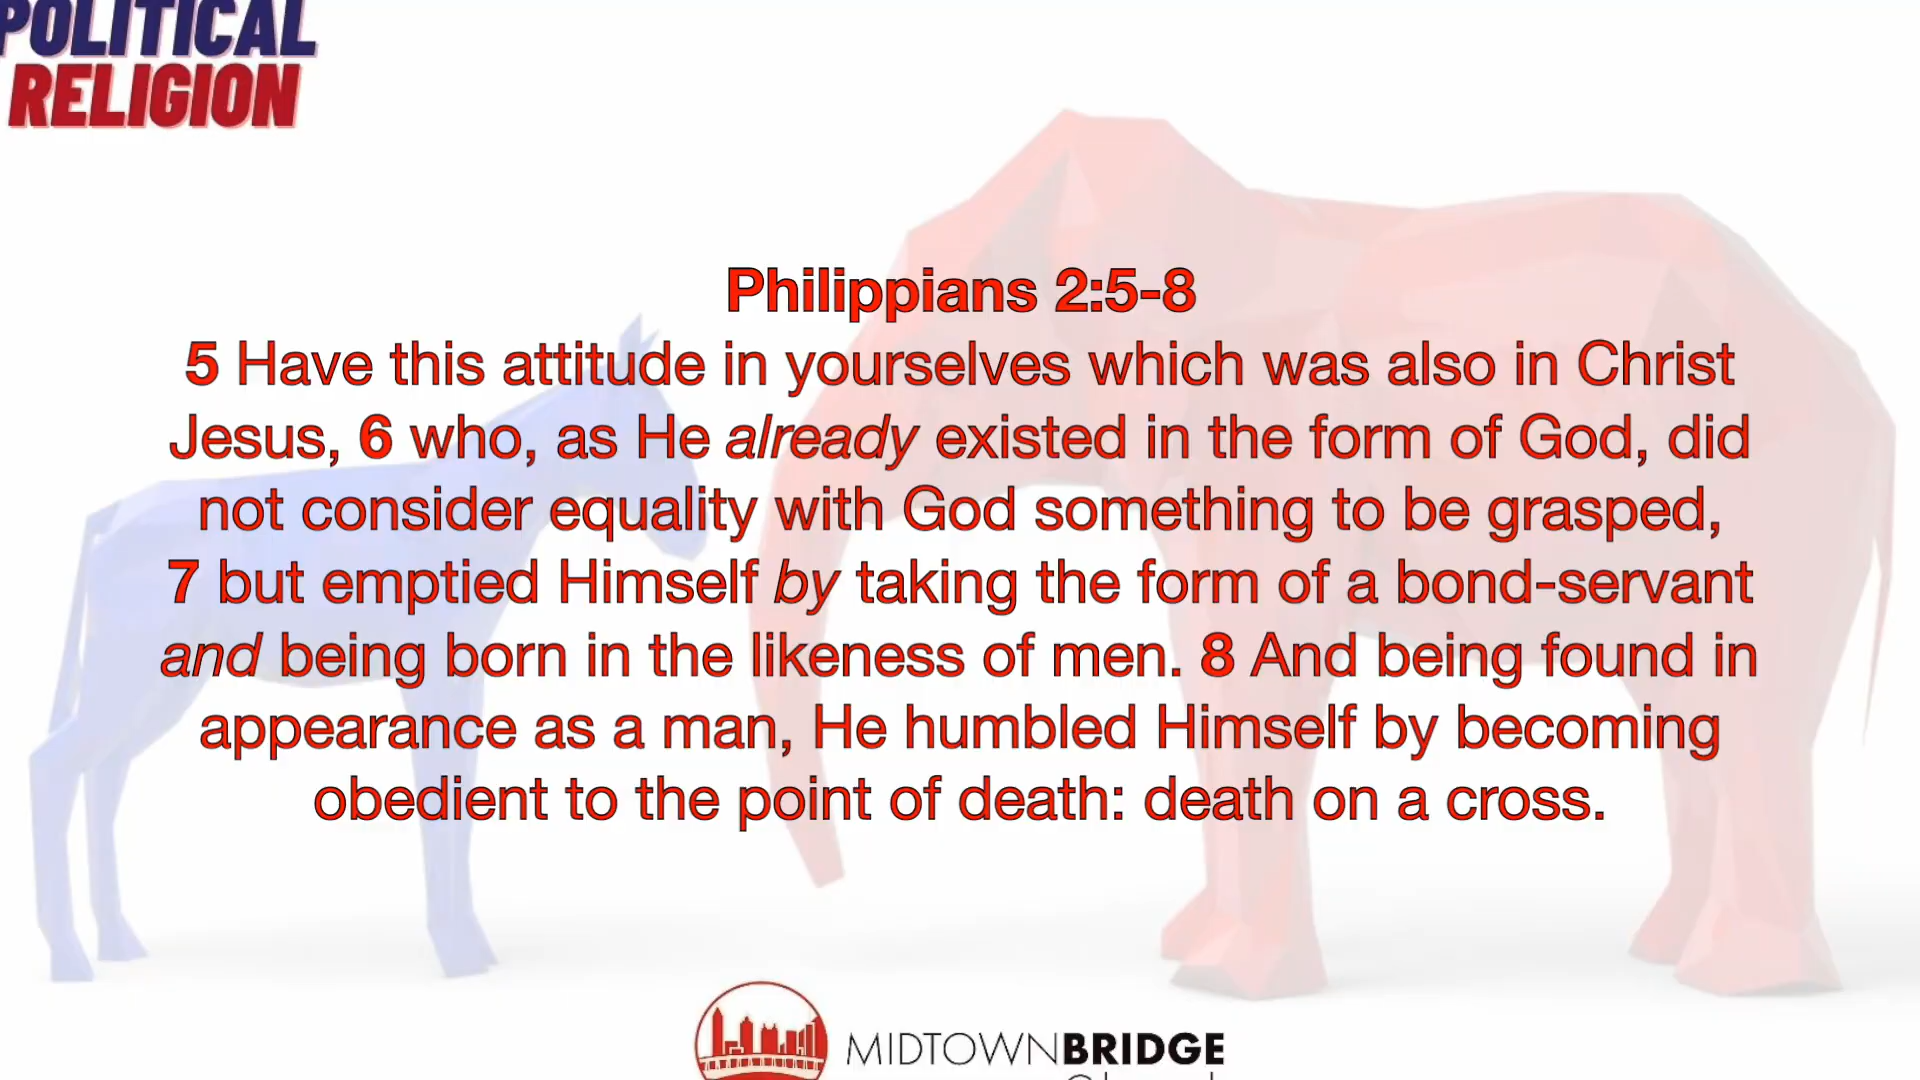 POLITICAL
RELIGION
Philippians 2:5-8
5 Have this attitude in yourselves which was also in Christ
Jesus, 6 who, as He already existed in the form of God, did
not consider equality with God something to be grasped,
7 but emptied Himself by taking the form of a bond-servant
and being born in the likeness of men. 8 And being found in
appearance as a man, He humbled Himself by becoming
obedient to the point of death: death on a cross.
MIDTOWNBRIDGE